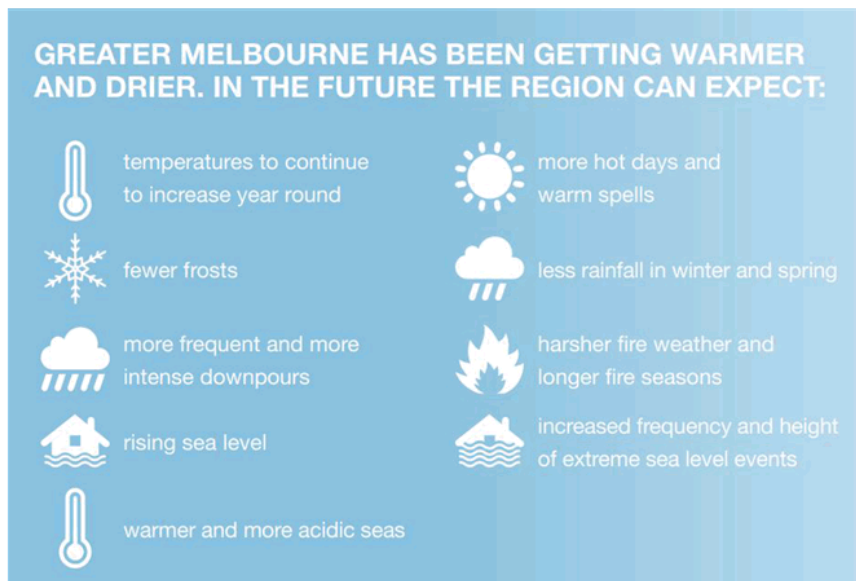 GREATER MELBOURNE HAS BEEN GETTING WARMER
AND DRIER. IN THE FUTURE THE REGION CAN EXPECT:
temperatures to continue
to increase year round
more hot days and
warm spells
fewer frosts
less rainfall in winter and spring
more frequent and more
intense downpours
harsher fire weather and
longer fire seasons
rising sea level
increased frequency and height
of extreme sea level events
warmer and more acidic seas